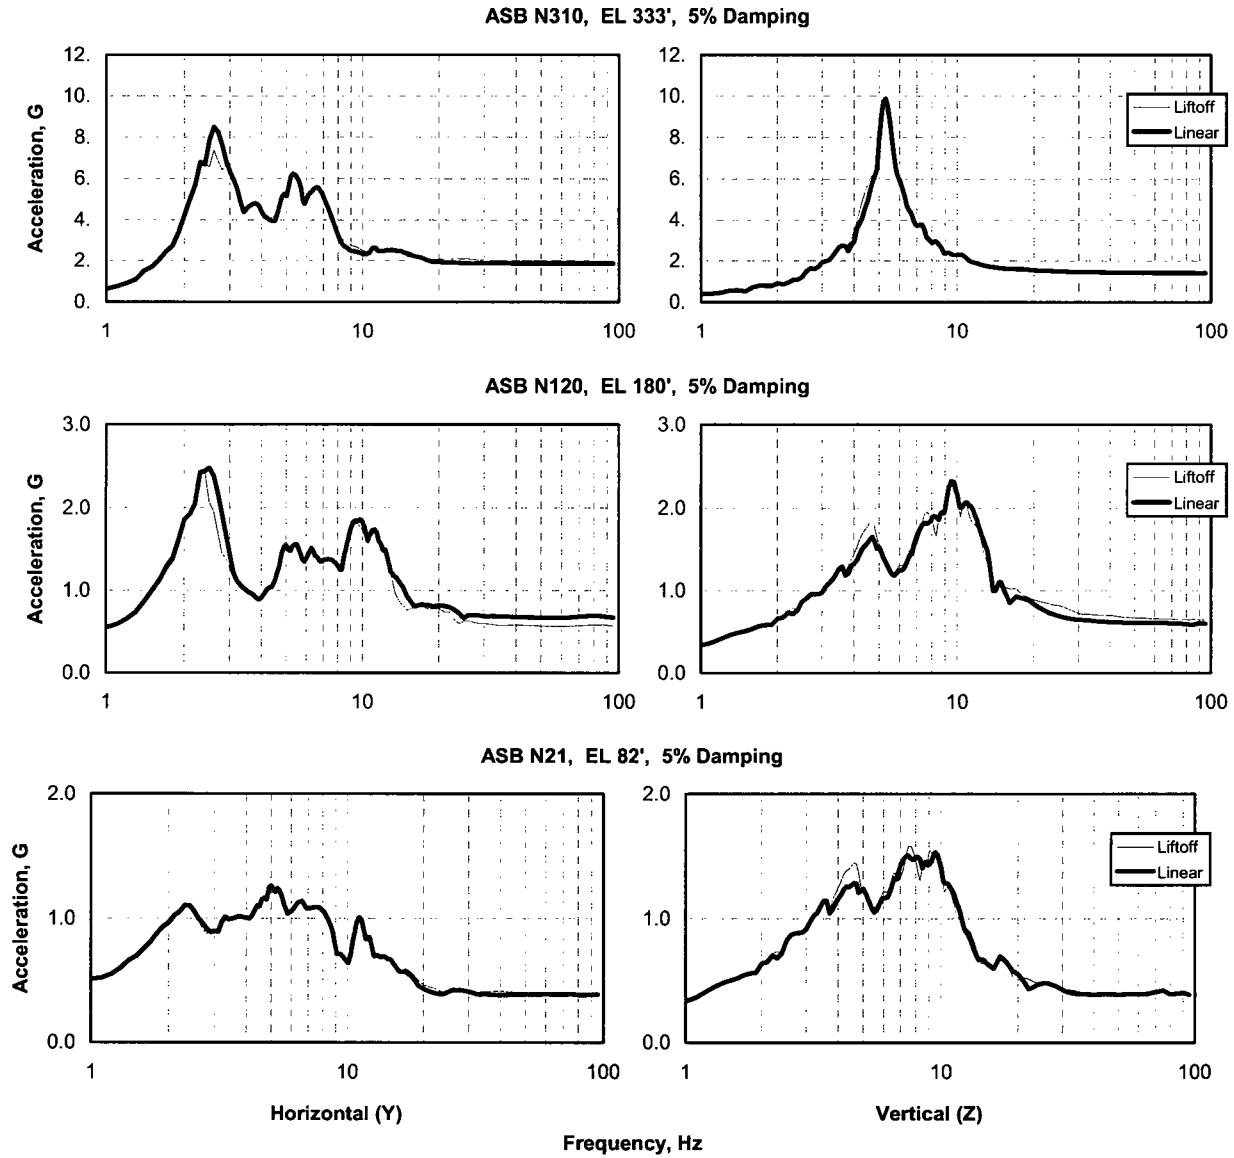 ASB N310, EL 333', 5% Damping
Acceleration, G
12.
10.
8.
6.
4.
2.
0.
1 10 100
12.
10.
8.
6.
4.
2.
0.
1 10 100
Liftoff
Linear
ASB N120, EL 180', 5% Damping
Acceleration, G
3.0
2.0
1.0
0.0
1 10 100
3.0
2.0
1.0
0.0
1 10 100
Liftoff
Linear
ASB N21, EL 82', 5% Damping
Acceleration, G
2.0
1.0
0.0
1 10 100
2.0
1.0
0.0
1 10 100
Liftoff
Linear
Horizontal (Y)
Vertical (Z)
Frequency, Hz